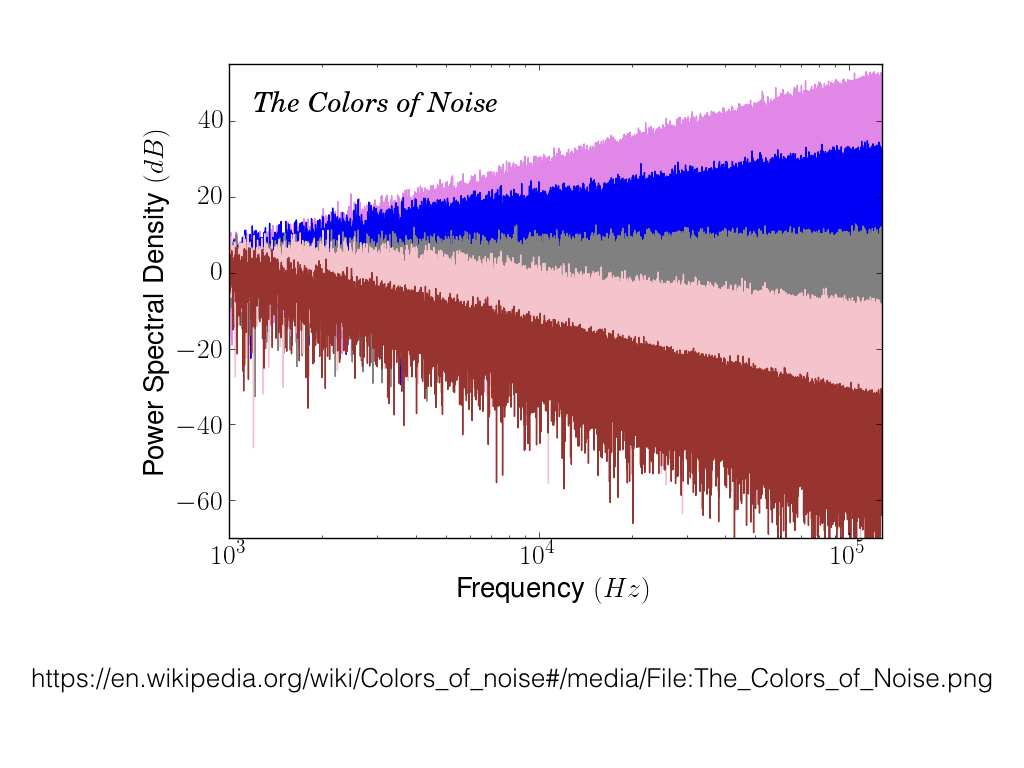 The Colors of Noise
Power Spectral Density (dB)
40
20
0
−20
−40
−60
10³
10⁴
10⁵
Frequency (Hz)
https://en.wikipedia.org/wiki/Colors_of_noise#/media/File:The_Colors_of_Noise.png